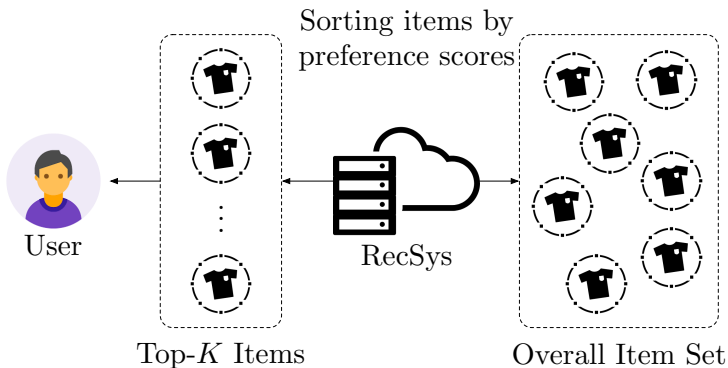 Sorting items by
preference scores
User
RecSys
Top-K Items
Overall Item Set